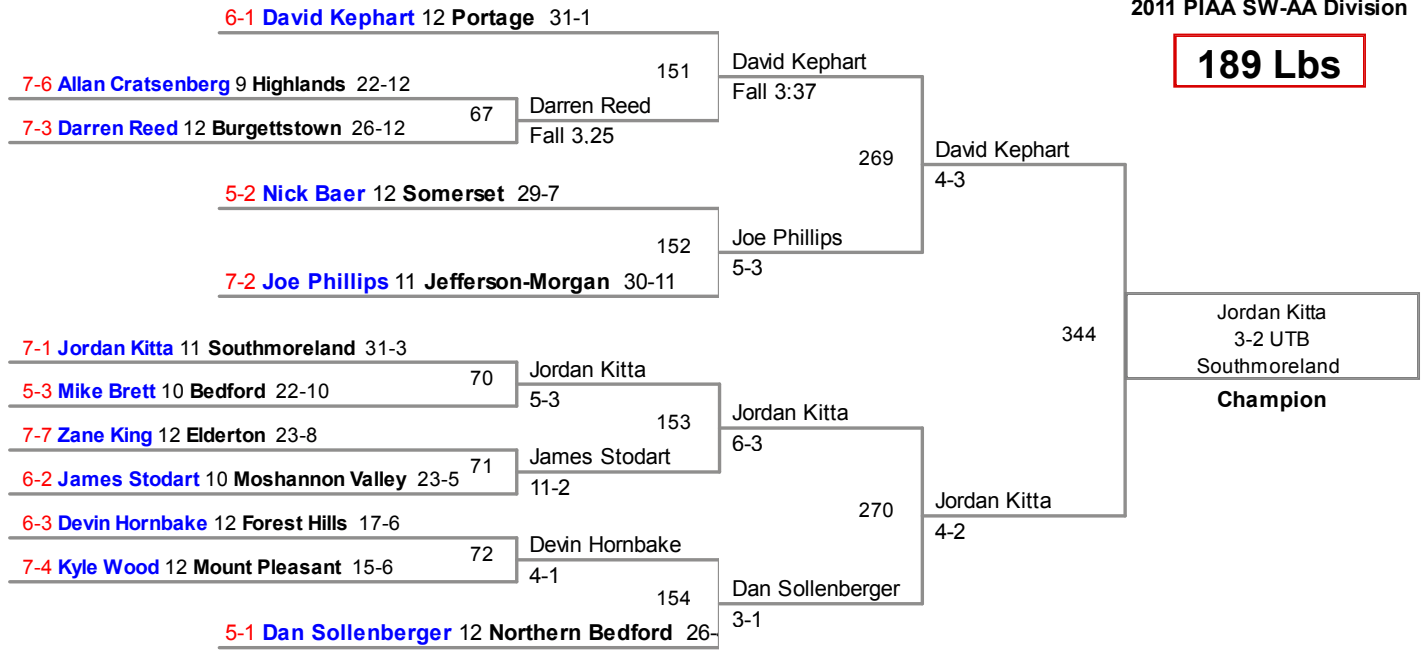 2011 PIAA SW-AA Division
189 Lbs
6-1 David Kephart 12 Portage 31-1
151
David Kephart
Fall 3:37
7-6 Allan Cratsenberg 9 Highlands 22-12
67
Darren Reed
Fall 3.25
7-3 Darren Reed 12 Burgettstown 26-12
269
David Kephart
4-3
5-2 Nick Baer 12 Somerset 29-7
152
Joe Phillips
5-3
7-2 Joe Phillips 11 Jefferson-Morgan 30-11
344
Jordan Kitta
3-2 UTB
Southmoreland
Champion
7-1 Jordan Kitta 11 Southmoreland 31-3
70
Jordan Kitta
5-3
5-3 Mike Brett 10 Bedford 22-10
153
Jordan Kitta
6-3
7-7 Zane King 12 Elderton 23-8
71
James Stodart
11-2
6-2 James Stodart 10 Moshannon Valley 23-5
270
Jordan Kitta
4-2
6-3 Devin Hornbake 12 Forest Hills 17-6
72
Devin Hornbake
4-1
7-4 Kyle Wood 12 Mount Pleasant 15-6
154
Dan Sollenberger
3-1
5-1 Dan Sollenberger 12 Northern Bedford 26-